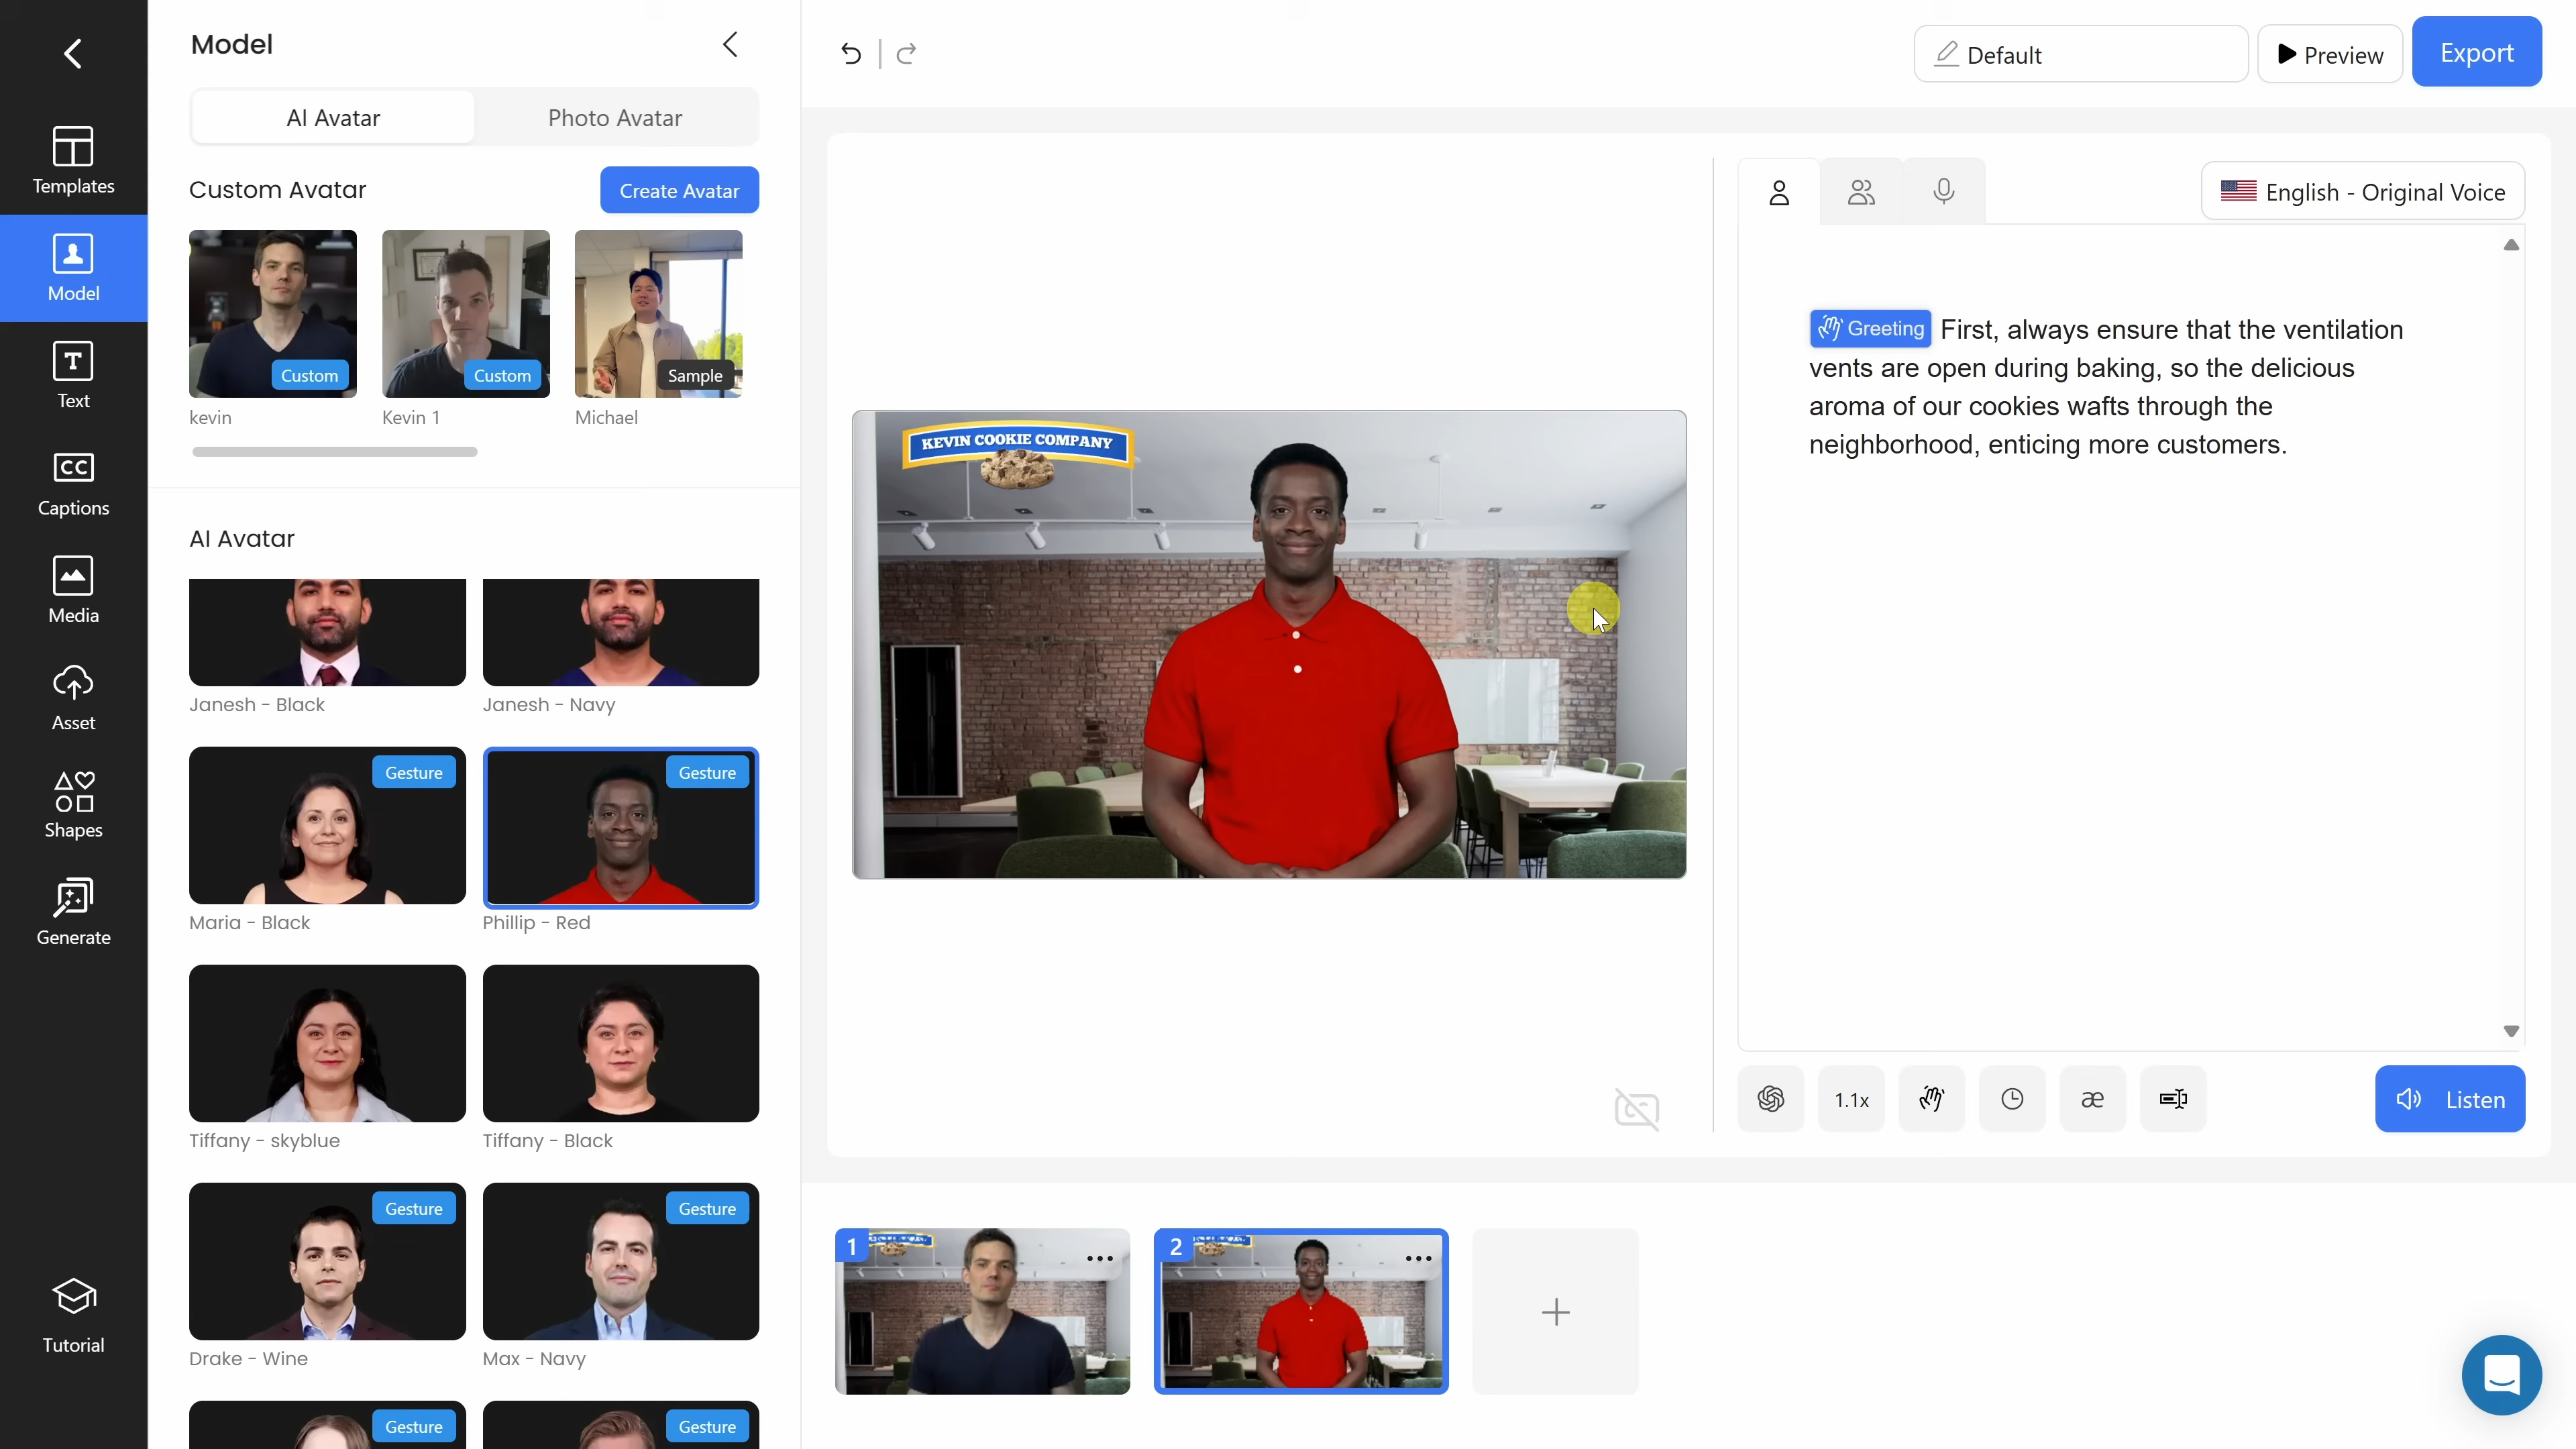 Model
AI Avatar
Photo Avatar
Custom Avatar
Create Avatar
Custom
Custom
Sample
kevin
Kevin 1
Michael
AI Avatar
Janesh - Black
Janesh - Navy
Gesture
Gesture
Maria - Black
Phillip - Red
Tiffany - skyblue
Tiffany - Black
Gesture
Gesture
Drake - Wine
Max - Navy
Gesture
Gesture
Templates
Model
T
Text
CC
Captions
Media
Asset
Shapes
Generate
Tutorial
Default
Preview
Export
KEVIN COOKIE COMPANY
English - Original Voice
Greeting First, always ensure that the ventilation
vents are open during baking, so the delicious
aroma of our cookies wafts through the
neighborhood, enticing more customers.
1.1x
æ
Listen
1
2